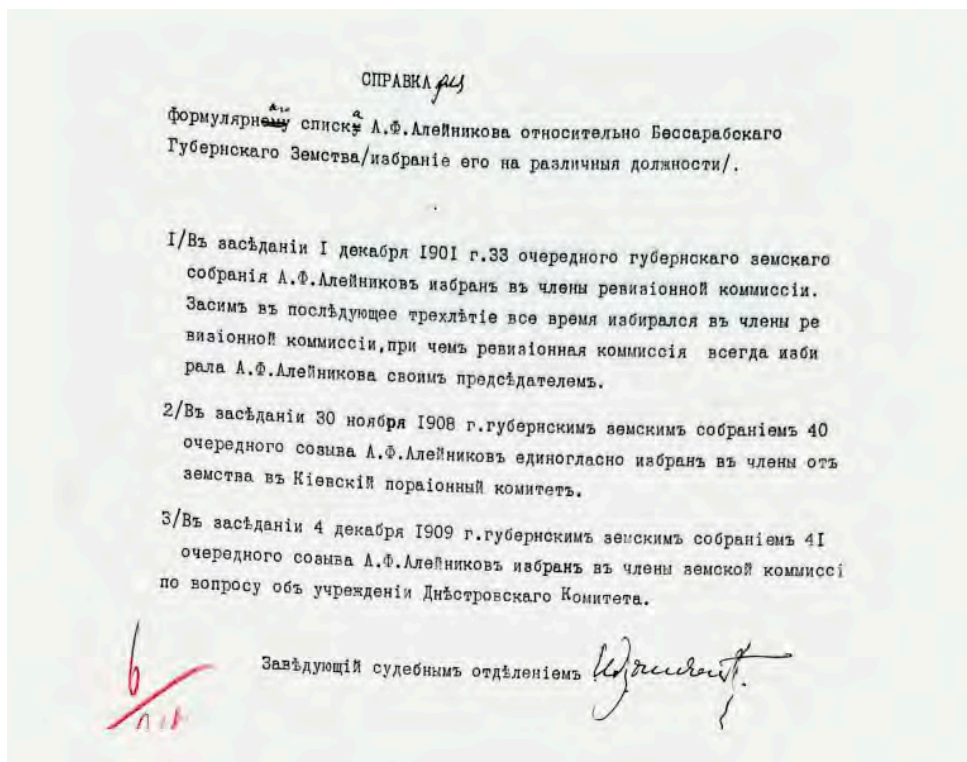 СПРАВКА для
формулярнаго списка А.Ф.Алейникова относительно Бессарабскаго
Губернскаго Земства/избраніе его на различныя должности/.
I/Въ засѣданіи I декабря I90I г.33 очередного губернскаго земскаго
собранія А.Ф.Алейниковъ избранъ въ члены ревизіонной коммиссіи.
Засимъ въ послѣдующее трехлѣтіе все время избирался въ члены ре
визіонной коммиссіи,при чемъ ревизіонная коммиссія всегда изби
рала А.Ф.Алейникова своимъ предсѣдателемъ.
2/Въ засѣданіи 30 ноября I908 г.губернскимъ земскимъ собраніемъ 40
очередного созыва А.Ф.Алейниковъ единогласно избранъ въ члены отъ
земства въ Кіевскій пораіонный комитетъ.
3/Въ засѣданіи 4 декабря I909 г.губернскимъ земскимъ собраніемъ 4I
очередного созыва А.Ф.Алейниковъ избранъ въ члены земской коммиссі
по вопросу объ учрежденіи Днѣстровскаго Комитета.
Завѣдующій судебнымъ отдѣленіемъ
6